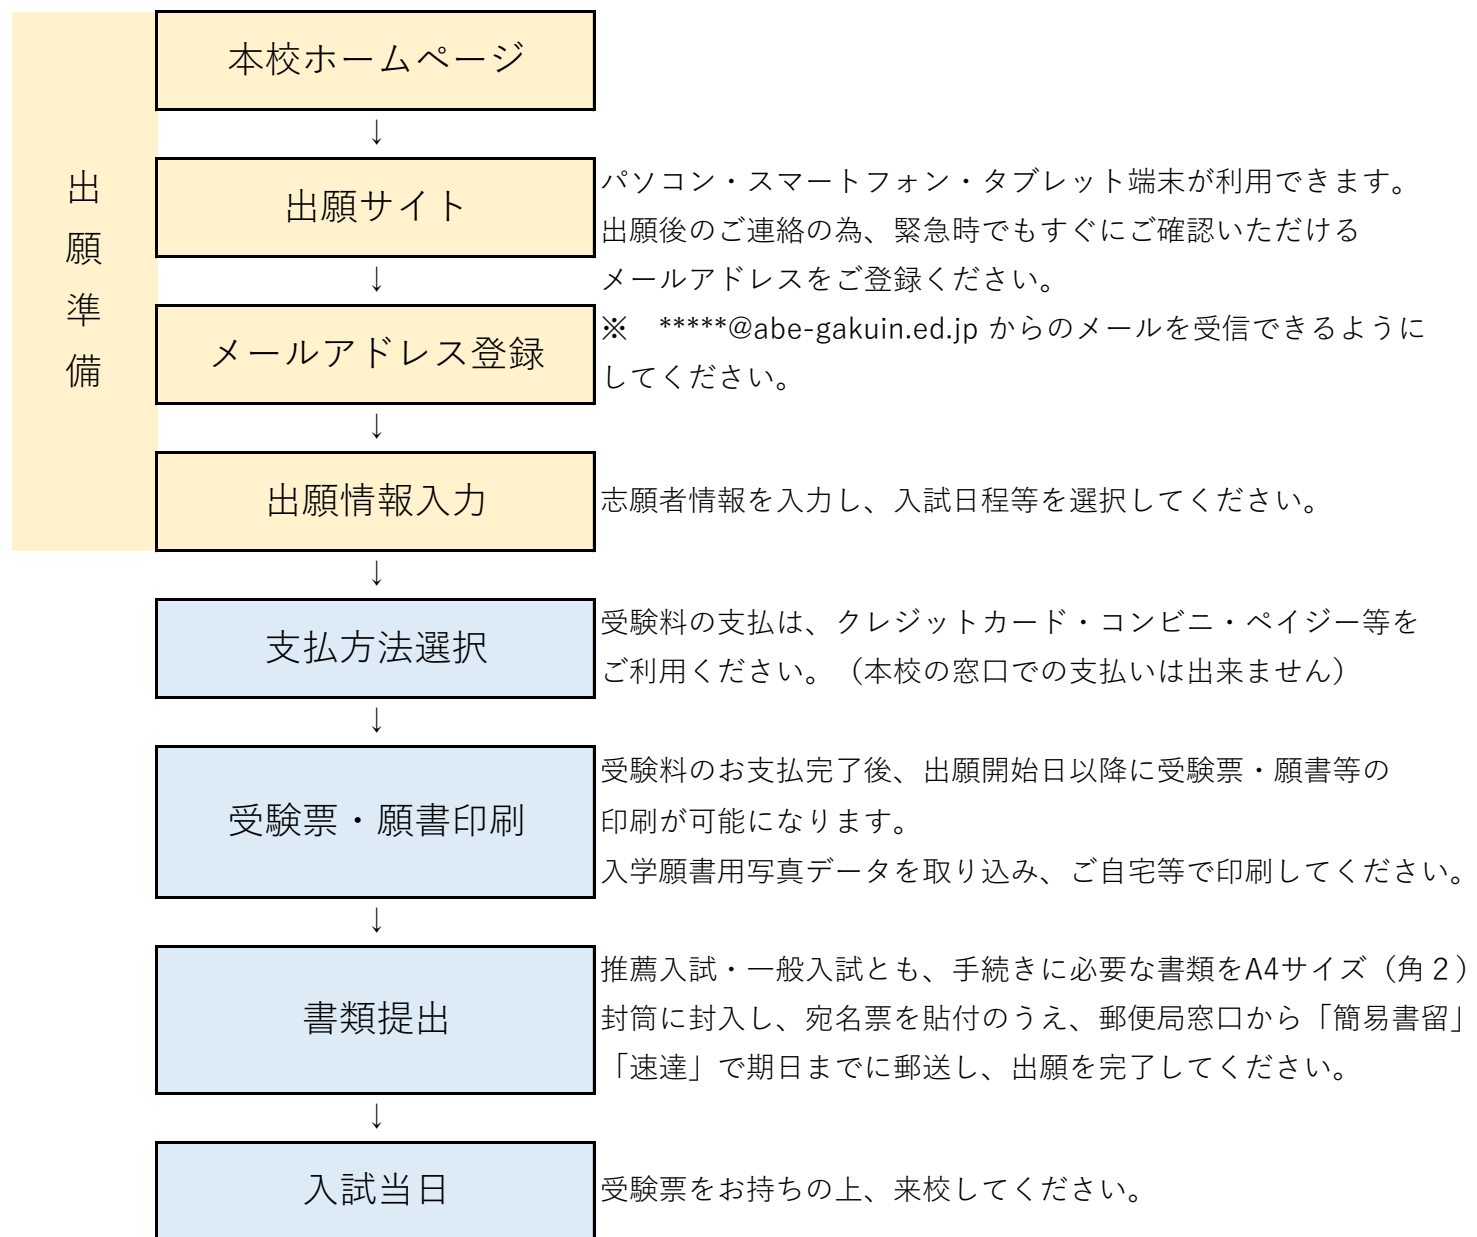 出願準備
本校ホームページ
↓
出願サイト
パソコン・スマートフォン・タブレット端末が利用できます。
出願後のご連絡の為、緊急時でもすぐにご確認いただける
メールアドレスをご登録ください。
↓
メールアドレス登録
※　*****@abe-gakuin.ed.jp からのメールを受信できるように
してください。
↓
出願情報入力
志願者情報を入力し、入試日程等を選択してください。
↓
支払方法選択
受験料の支払は、クレジットカード・コンビニ・ペイジー等を
ご利用ください。（本校の窓口での支払いは出来ません）
↓
受験票・願書印刷
受験料のお支払完了後、出願開始日以降に受験票・願書等の
印刷が可能になります。
入学願書用写真データを取り込み、ご自宅等で印刷してください。
↓
書類提出
推薦入試・一般入試とも、手続きに必要な書類をA4サイズ（角２）
封筒に封入し、宛名票を貼付のうえ、郵便局窓口から「簡易書留」
「速達」で期日までに郵送し、出願を完了してください。
↓
入試当日
受験票をお持ちの上、来校してください。